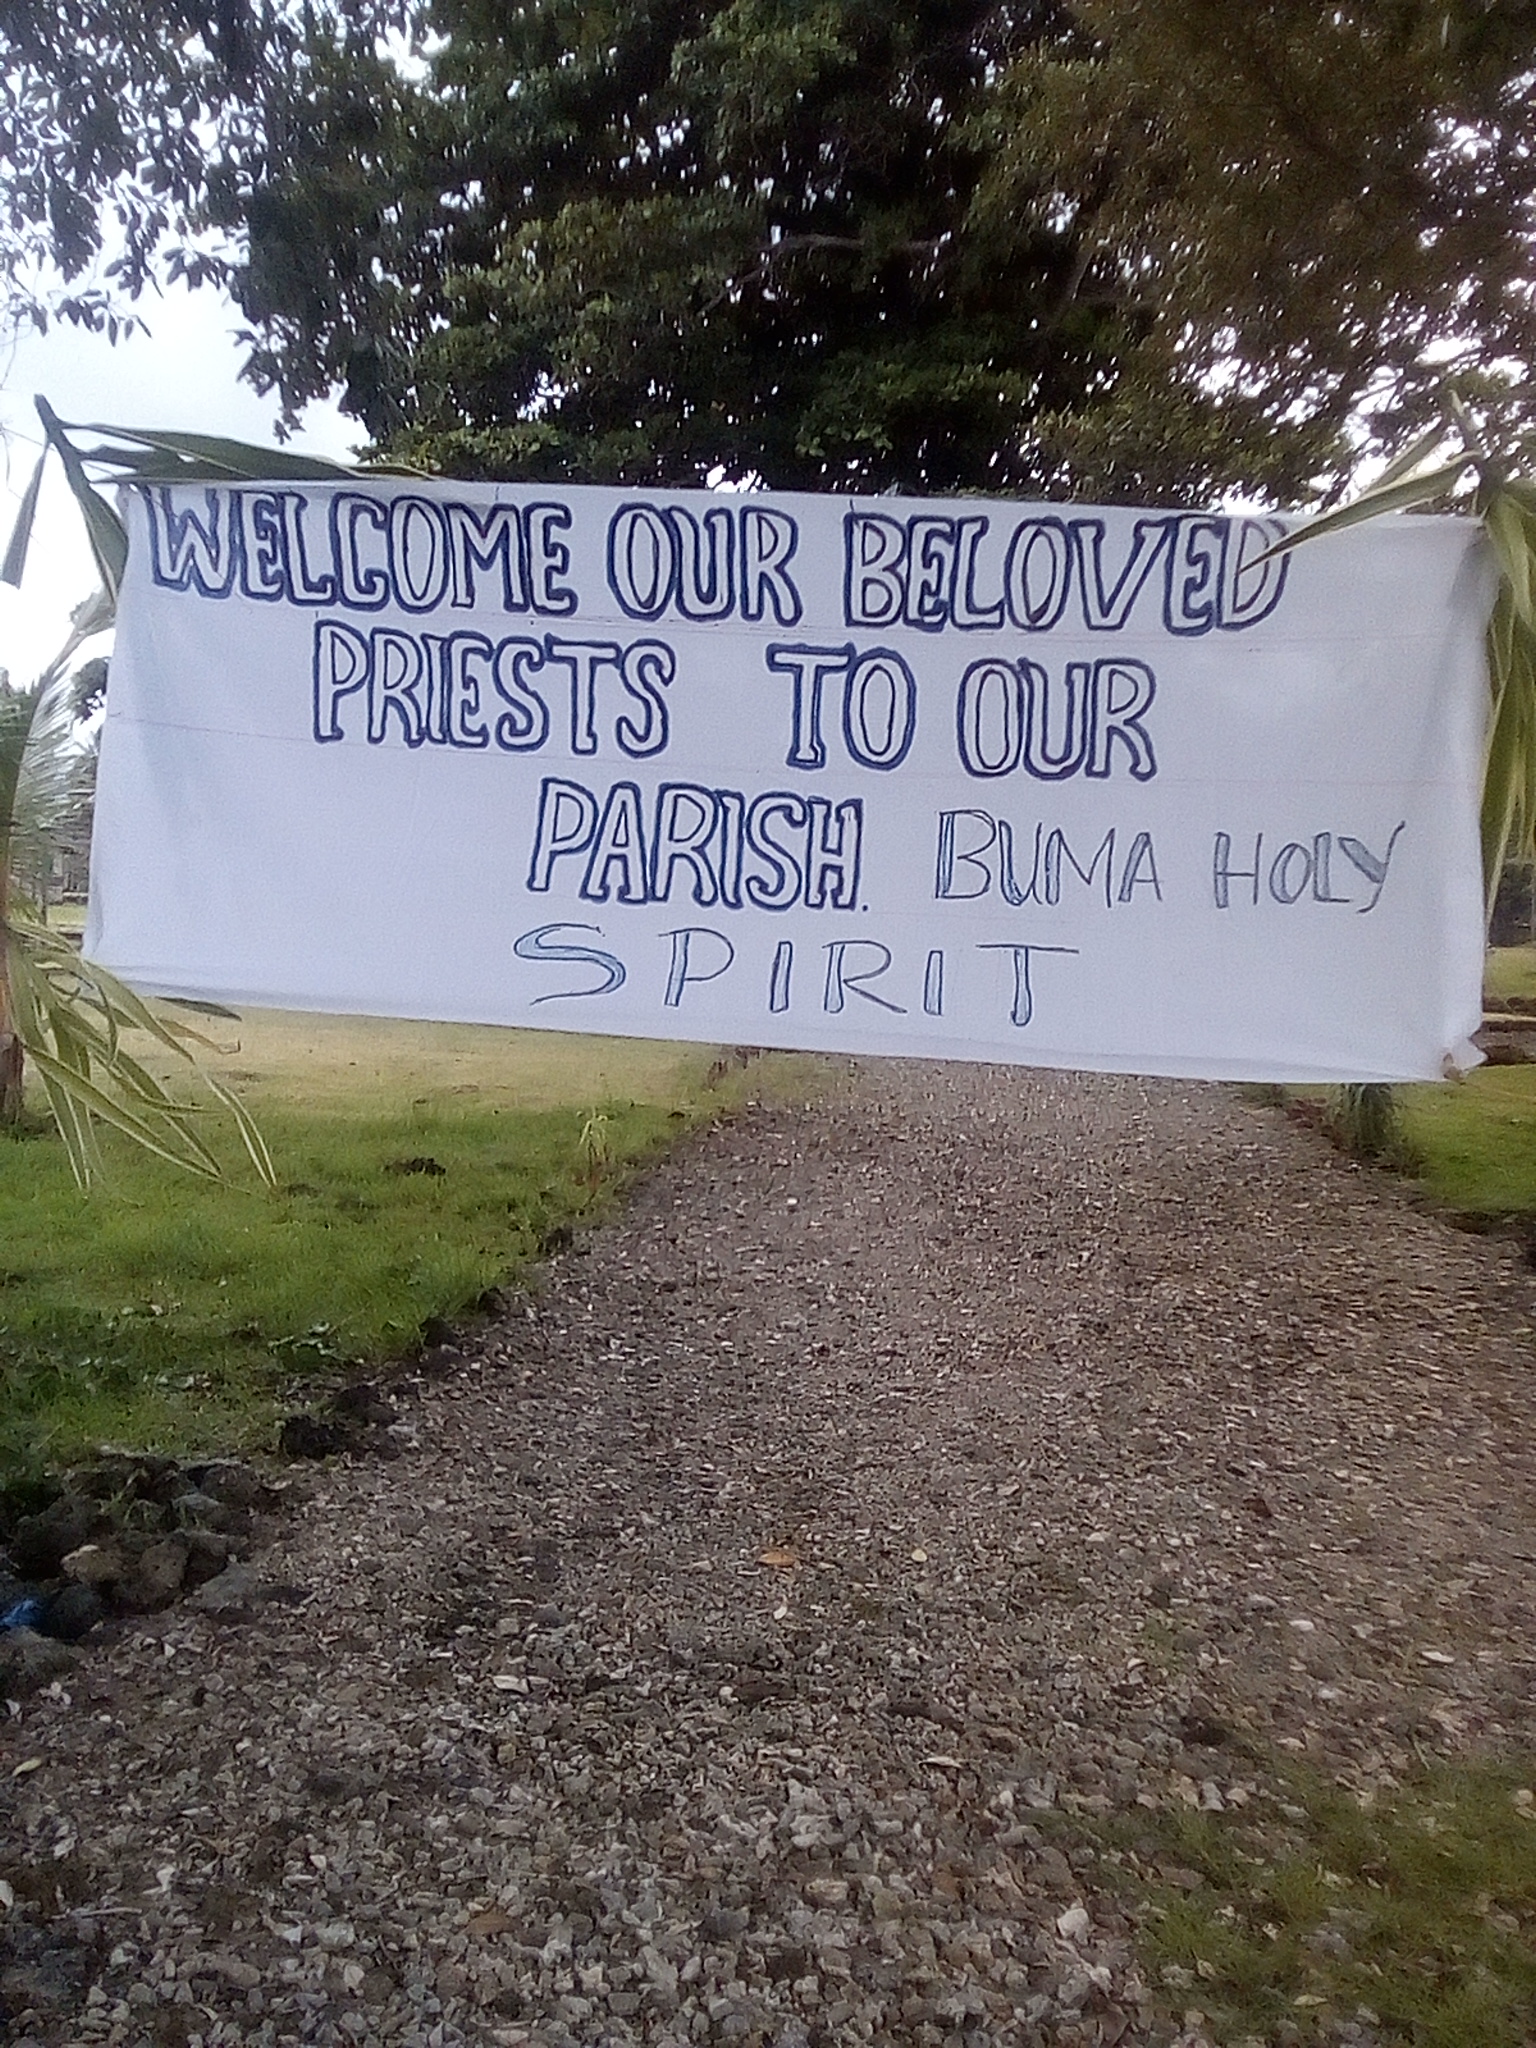 WELCOME OUR BELOVED
PRIESTS TO OUR
PARISH. BUMA HOLY
SPIRIT